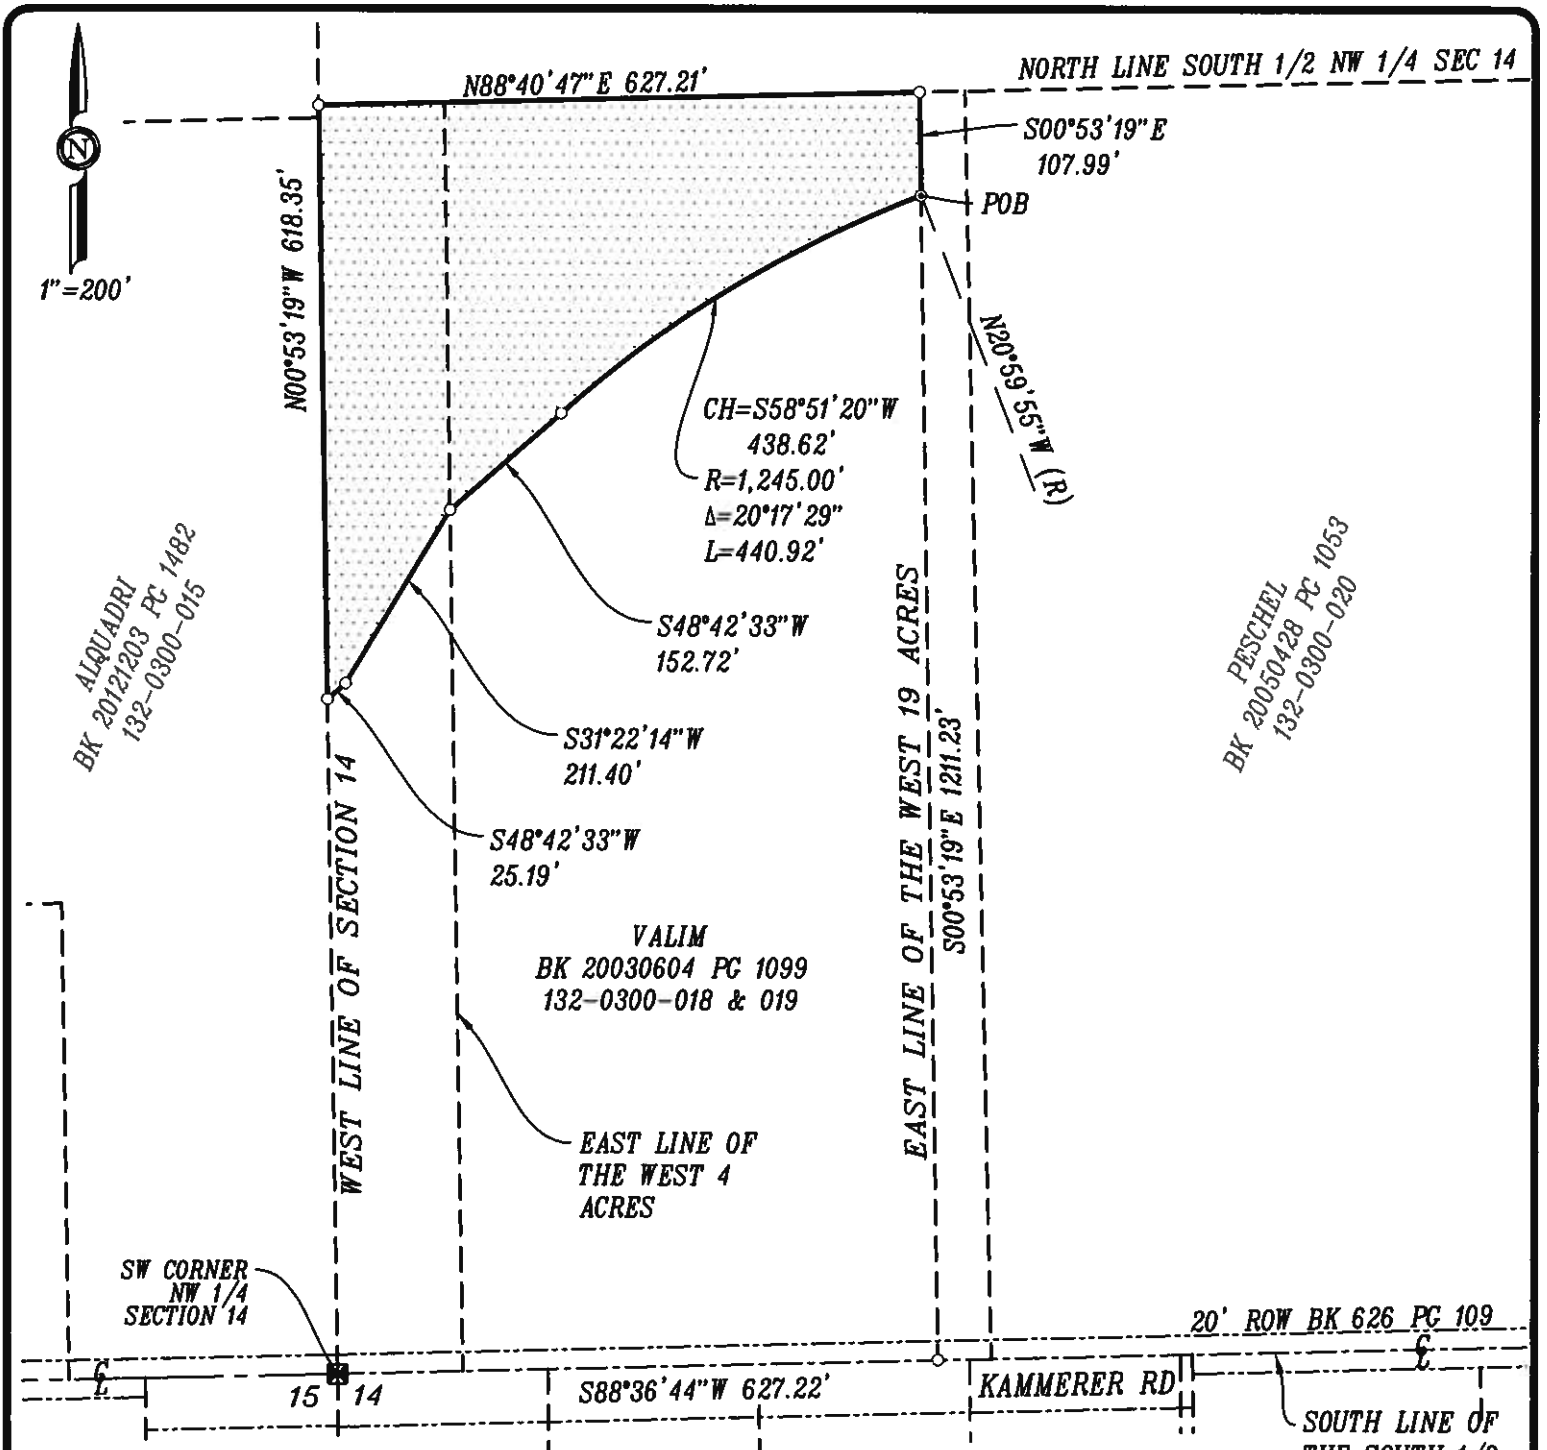 N88°40'47"E 627.21'
NORTH LINE SOUTH 1/2 NW 1/4 SEC 14
N
1"=200'
S00°53'19"E
107.99'
POB
N00°53'19"W 618.35'
N20°59'55"W (R)
CH=S58°51'20"W
438.62'
R=1,245.00'
Δ=20°17'29"
L=440.92'
S48°42'33"W
152.72'
S31°22'14"W
211.40'
S48°42'33"W
25.19'
ALQUADRI
BK 20121203 PG 1482
132-0300-015
PESCHEL
BK 20050428 PG 1053
132-0300-020
WEST LINE OF SECTION 14
EAST LINE OF THE WEST 19 ACRES
S00°53'19"E 1211.23'
VALIM
BK 20030604 PG 1099
132-0300-018 & 019
EAST LINE OF
THE WEST 4
ACRES
SW CORNER
NW 1/4
SECTION 14
20' ROW BK 626 PG 109
℄
℄
15 14
S88°36'44"W 627.22'
KAMMERER RD
SOUTH LINE OF
THE SOUTH 1/2